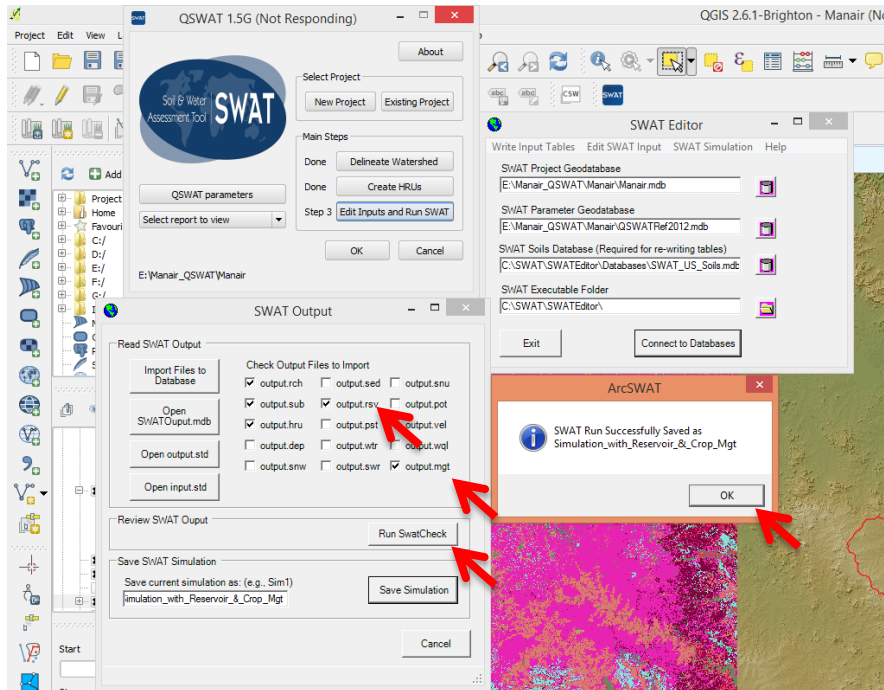 QSWAT 1.5G (Not Responding)
QGIS 2.6.1-Brighton - Manair (No
Project Edit View L
About
Select Project
New Project Existing Project
Soil & Water
Assessment Tool
SWAT
Main Steps
Done Delineate Watershed
Done Create HRUs
Step 3 Edit Inputs and Run SWAT
QSWAT parameters
Select report to view
OK Cancel
E:\Manair_QSWAT\Manair
Add
Project
Home
Favouri
C:/
D:/
E:/
F:/
G:/
abc abc CSW SWAT
SWAT Editor
Write Input Tables Edit SWAT Input SWAT Simulation Help
SWAT Project Geodatabase
E:\Manair_QSWAT\Manair\Manair.mdb
SWAT Parameter Geodatabase
E:\Manair_QSWAT\Manair\QSWATRef2012.mdb
SWAT Soils Database (Required for re-writing tables)
C:\SWAT\SWATEditor\Databases\SWAT_US_Soils.mdb
SWAT Executable Folder
C:\SWAT\SWATEditor\
Exit Connect to Databases
SWAT Output
Read SWAT Output
Import Files to
Database
Open
SWATOuput.mdb
Open output.std
Open input.std
Check Output Files to Import
output.rch output.sed output.snu
output.sub output.rsv output.pot
output.hru output.pst output.vel
output.dep output.wtr output.wql
output.snw output.swr output.mgt
Review SWAT Ouput
Run SwatCheck
Save SWAT Simulation
Save current simulation as: (e.g., Sim1)
imulation_with_Reservoir_&_Crop_Mgt
Save Simulation
Cancel
ArcSWAT
SWAT Run Successfully Saved as
Simulation_with_Reservoir_&_Crop_Mgt
OK
Start